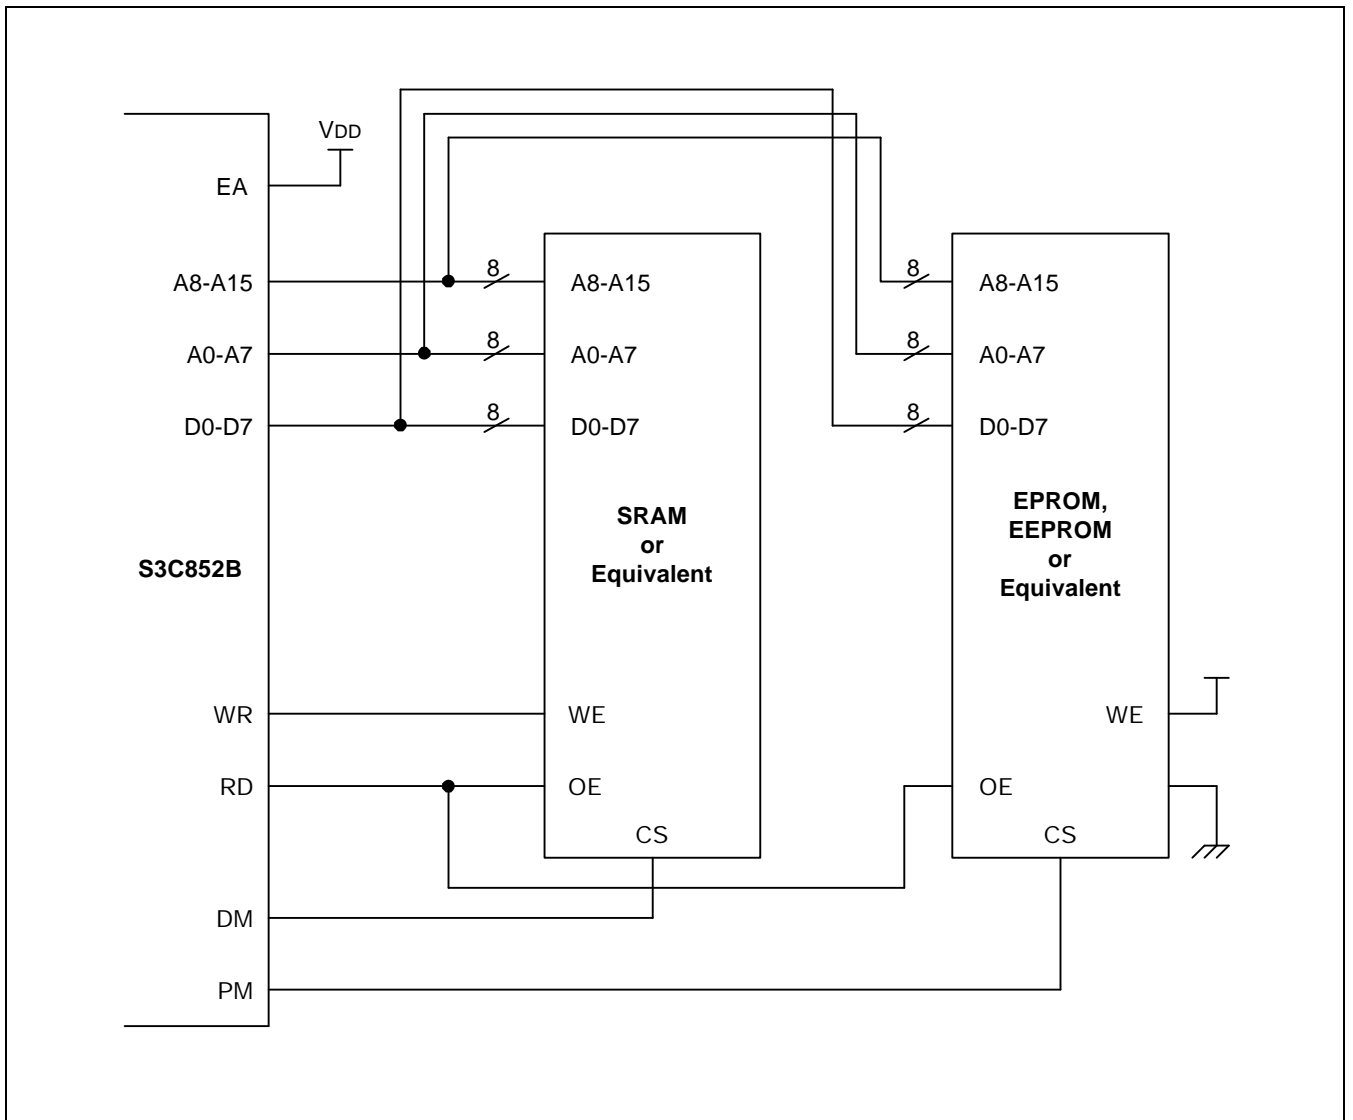 VDD
EA
A8-A15
A0-A7
D0-D7
S3C852B
WR
RD
DM
PM
8
8
8
A8-A15
A0-A7
D0-D7
SRAM
or
Equivalent
WE
OE
CS
8
8
8
A8-A15
A0-A7
D0-D7
EPROM,
EEPROM
or
Equivalent
WE
OE
CS